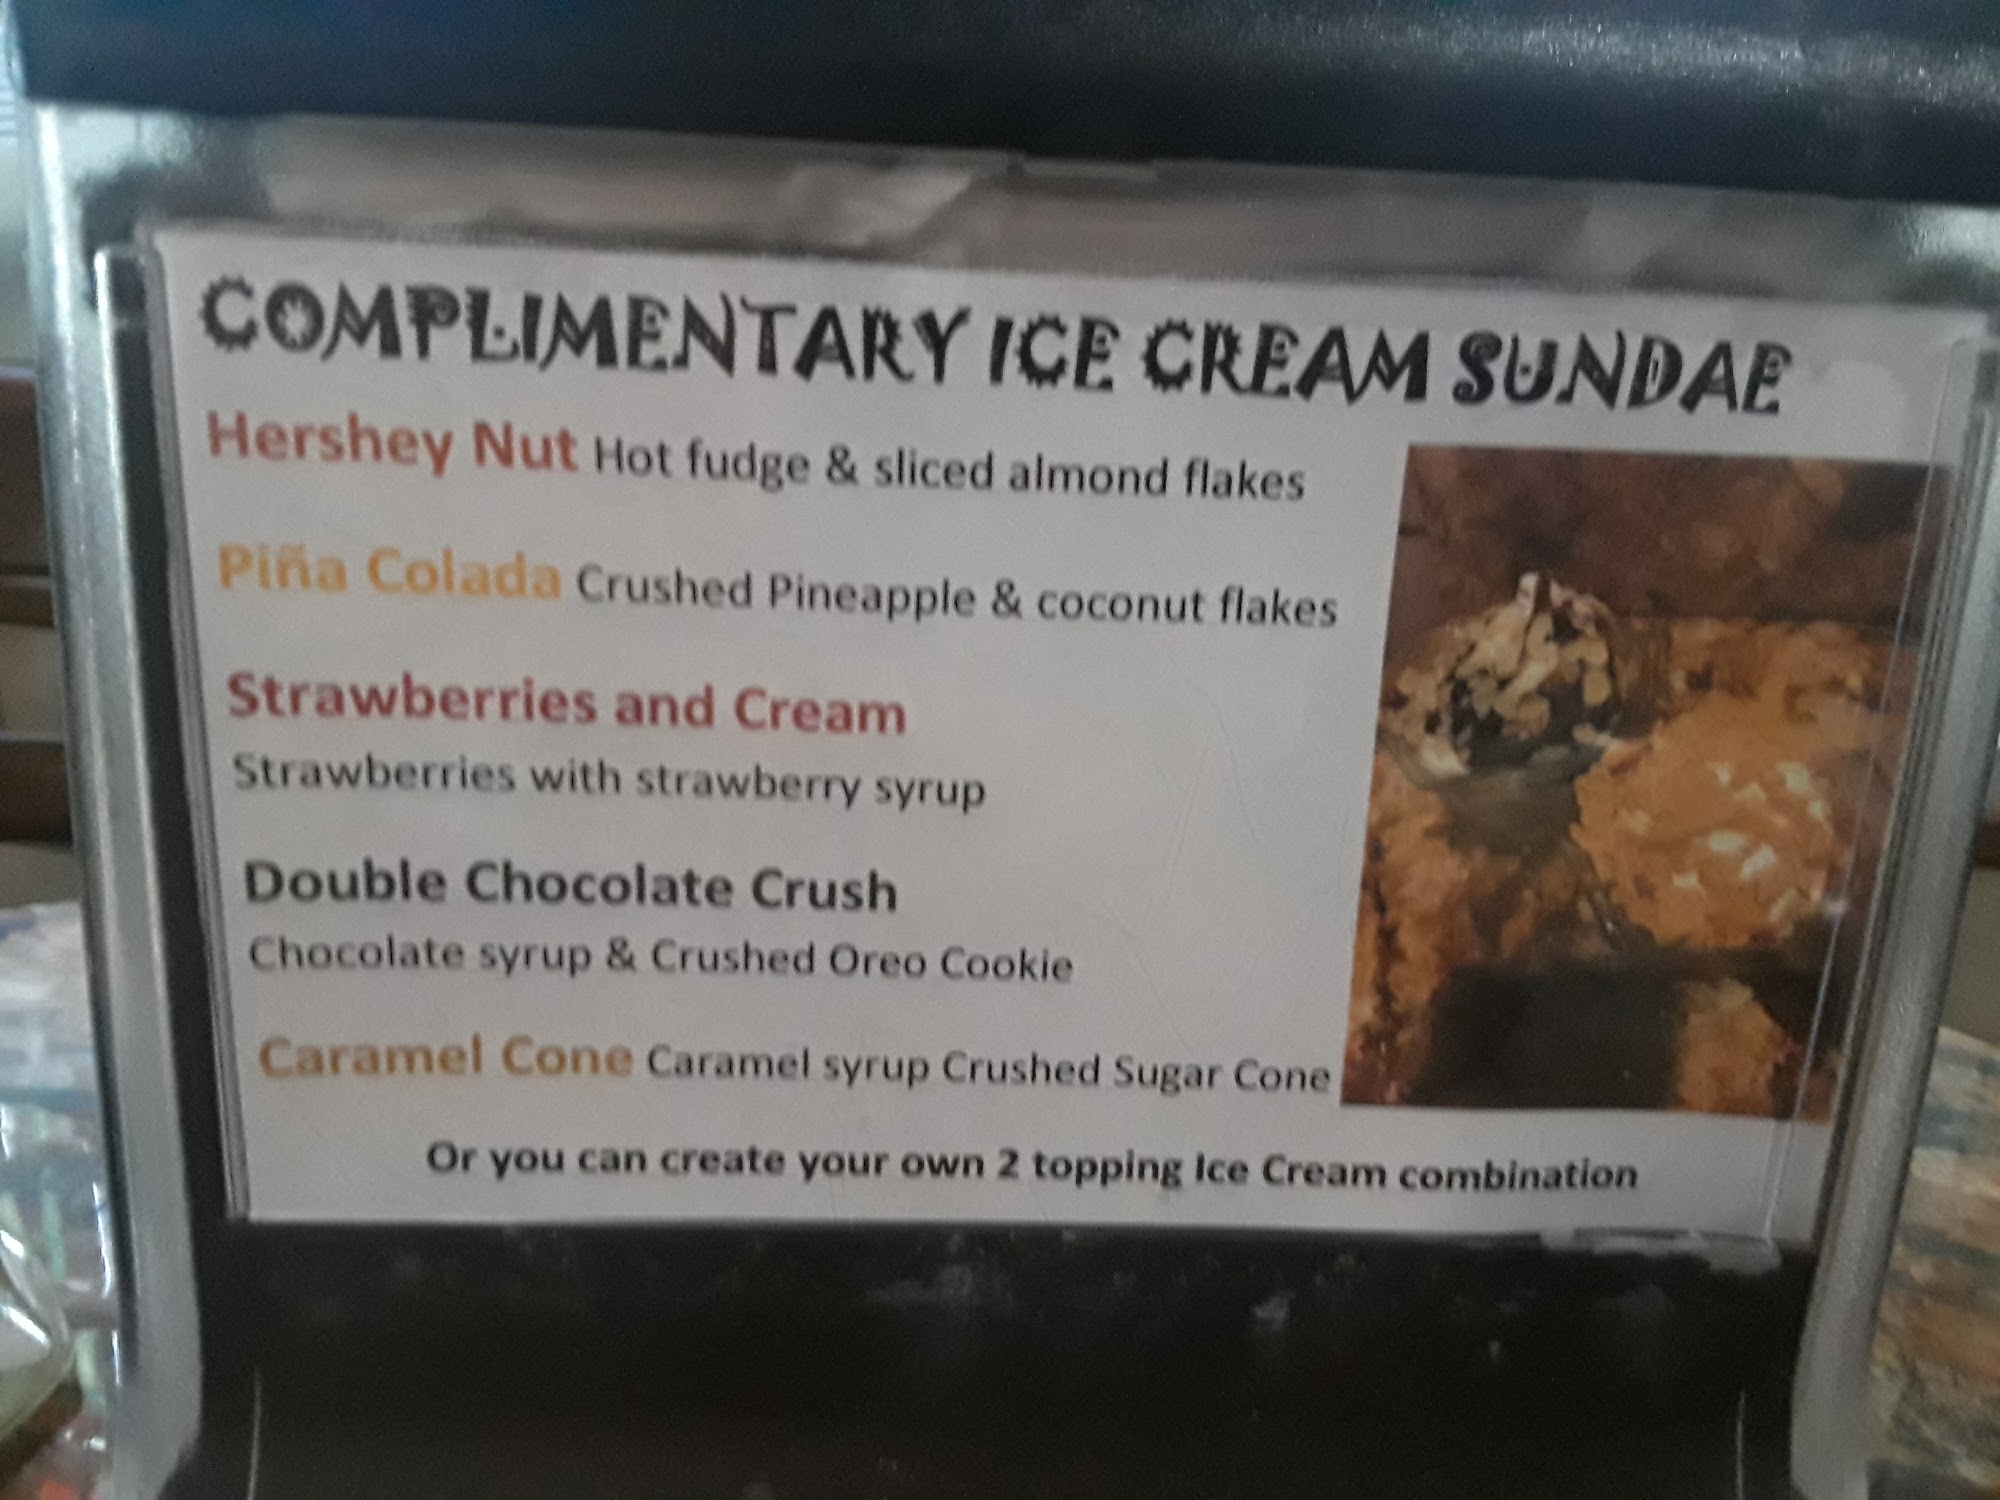 COMPLIMENTARY ICE CREAM SUNDAE
Hershey Nut Hot fudge & sliced almond flakes
Piña Colada Crushed Pineapple & coconut flakes
Strawberries and Cream
Strawberries with strawberry syrup
Double Chocolate Crush
Chocolate syrup & Crushed Oreo Cookie
Caramel Cone Caramel syrup Crushed Sugar Cone
Or you can create your own 2 topping Ice Cream combination